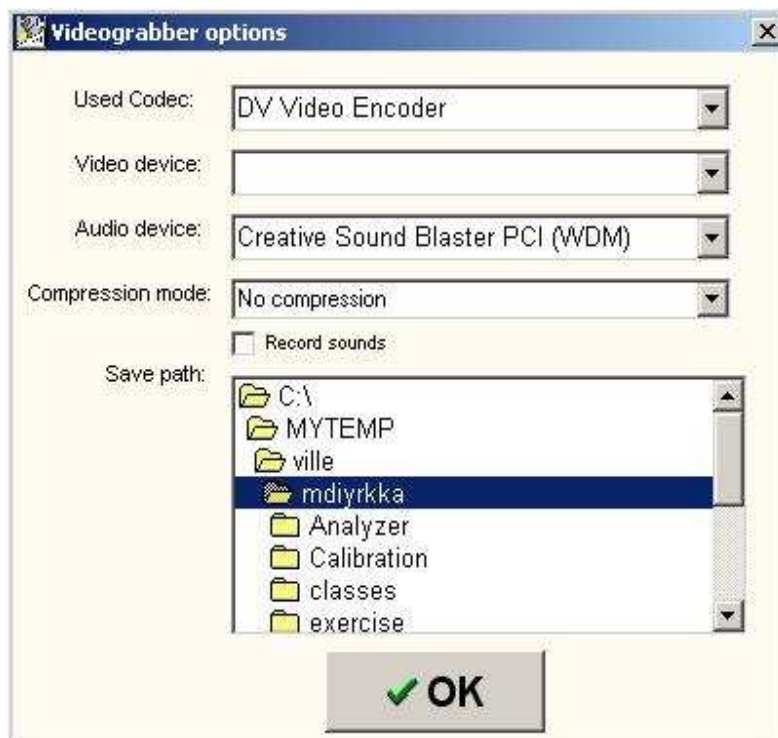 Videograbber options
Used Codec: DV Video Encoder
Video device:
Audio device: Creative Sound Blaster PCI (WDM)
Compression mode: No compression
Record sounds
Save path:
C:\
MYTEMP
ville
mdiyrkka
Analyzer
Calibration
classes
exercise
OK